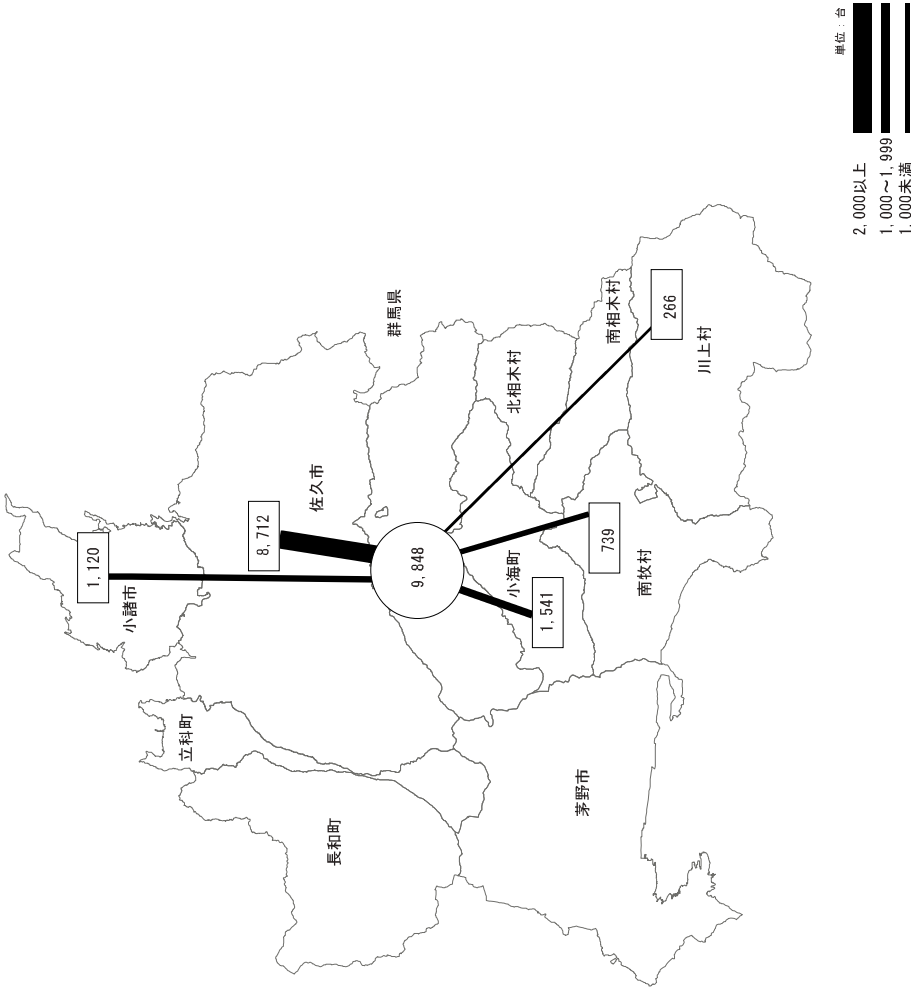 単位：台
2,000以上
1,000～1,999
1,000未満
群馬県
南相木村
266
川上村
北相木村
佐久市
8,712
1,120
小諸市
9,848
小海町
739
1,541
南牧村
立科町
長和町
茅野市